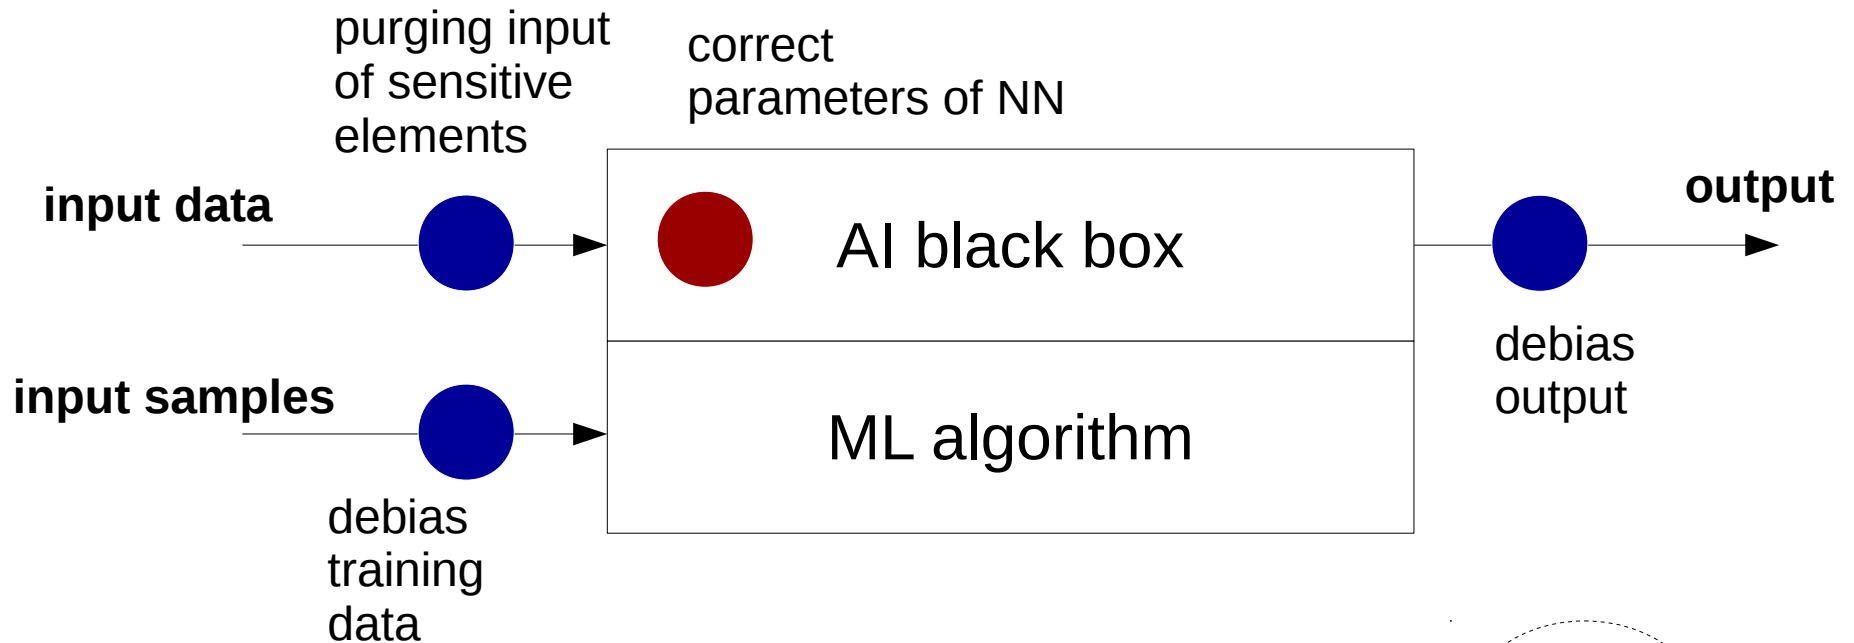 purging input
of sensitive
elements
correct
parameters of NN
input data
AI black box
output
debias
output
input samples
ML algorithm
debias
training
data